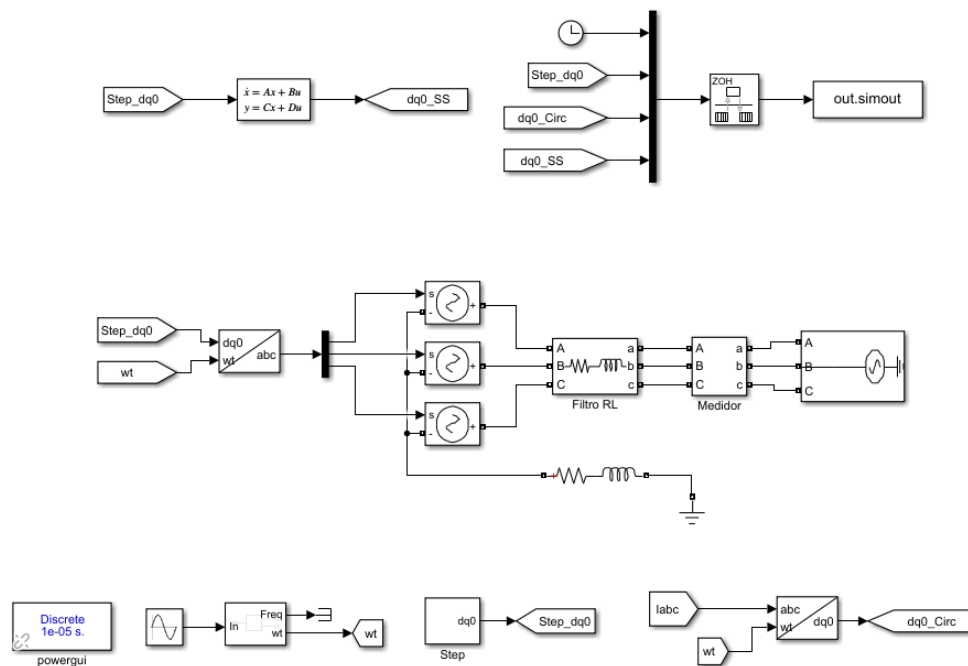 Step_dq0
ẋ = Ax + Bu
y = Cx + Du
dq0_SS
Step_dq0
dq0_Circ
dq0_SS
ZOH
out.simout
Step_dq0
wt
dq0
wt
abc
s
-
+
s
-
+
s
-
+
A
B
C
a
b
c
Filtro RL
A
B
C
a
b
c
Medidor
A
B
C
+
Discrete
1e-05 s.
powergui
In
Freq
wt
wt
dq0
Step
Step_dq0
Iabc
wt
abc
wt
dq0
dq0_Circ